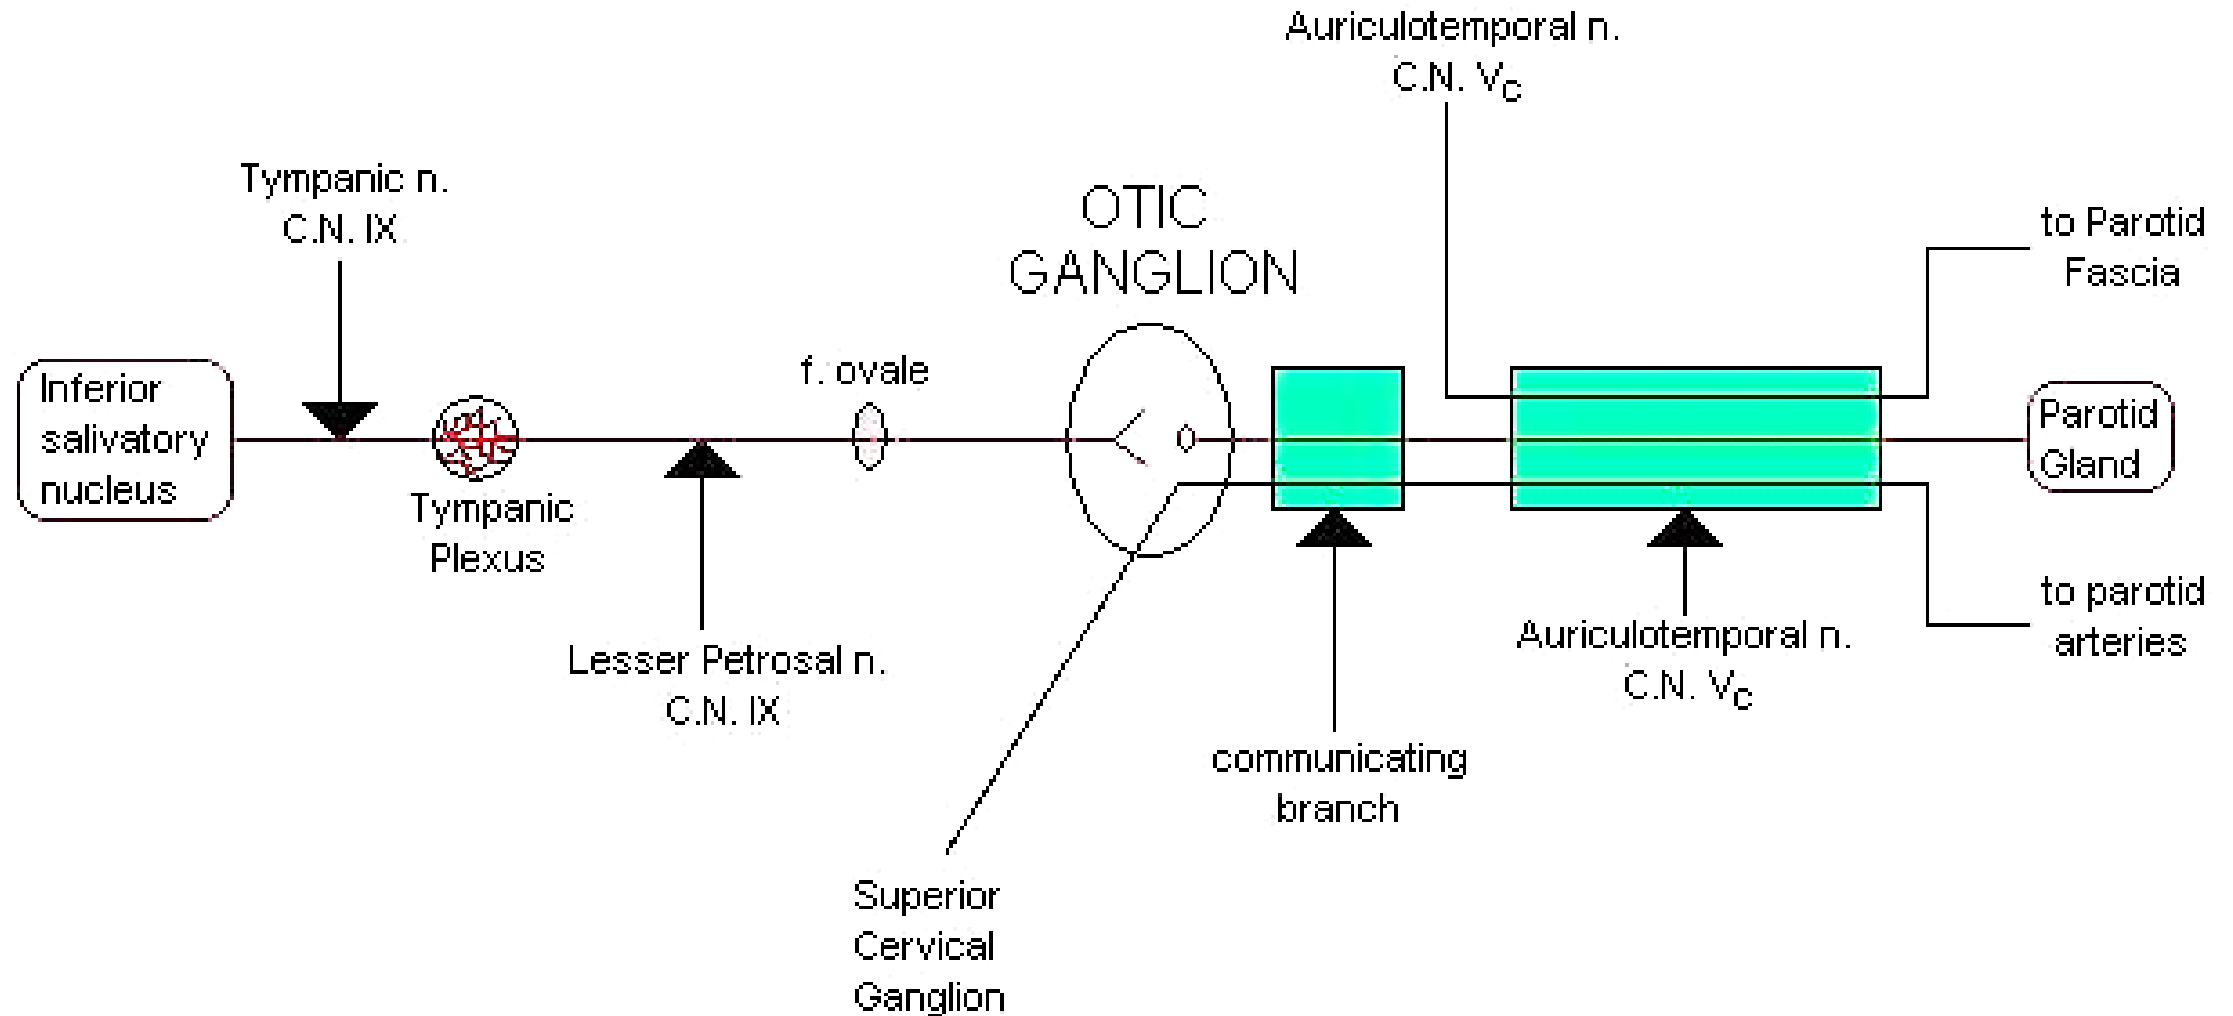 Auriculotemporal n.
C.N. Vc
Tympanic n.
C.N. IX
OTIC
GANGLION
to Parotid
Fascia
f. ovale
Inferior
salivatory
nucleus
Tympanic
Plexus
Parotid
Gland
Lesser Petrosal n.
C.N. IX
Auriculotemporal n.
C.N. Vc
to parotid
arteries
communicating
branch
Superior
Cervical
Ganglion